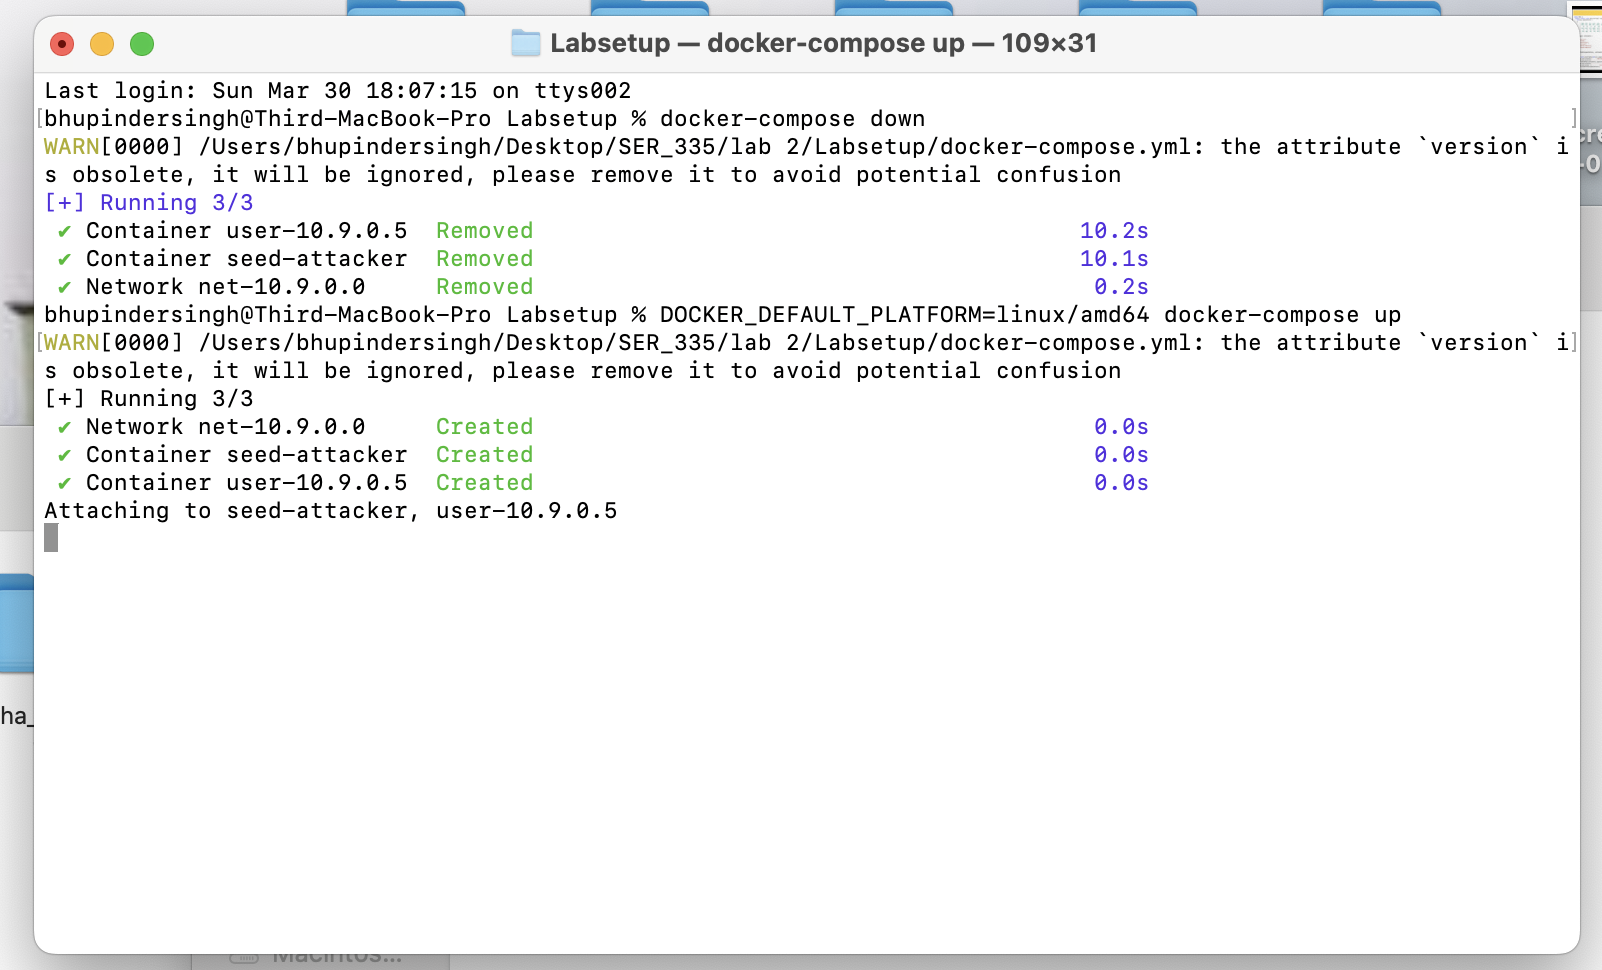 Labsetup — docker-compose up — 109×31
Last login: Sun Mar 30 18:07:15 on ttys002
[bhupindersingh@Third-MacBook-Pro Labsetup % docker-compose down ]
WARN[0000] /Users/bhupindersingh/Desktop/SER_335/lab 2/Labsetup/docker-compose.yml: the attribute `version` i
s obsolete, it will be ignored, please remove it to avoid potential confusion
[+] Running 3/3
✔ Container user-10.9.0.5 Removed 10.2s
✔ Container seed-attacker Removed 10.1s
✔ Network net-10.9.0.0 Removed 0.2s
bhupindersingh@Third-MacBook-Pro Labsetup % DOCKER_DEFAULT_PLATFORM=linux/amd64 docker-compose up
[WARN[0000] /Users/bhupindersingh/Desktop/SER_335/lab 2/Labsetup/docker-compose.yml: the attribute `version` i]
s obsolete, it will be ignored, please remove it to avoid potential confusion
[+] Running 3/3
✔ Network net-10.9.0.0 Created 0.0s
✔ Container seed-attacker Created 0.0s
✔ Container user-10.9.0.5 Created 0.0s
Attaching to seed-attacker, user-10.9.0.5
ha_
Macintos...